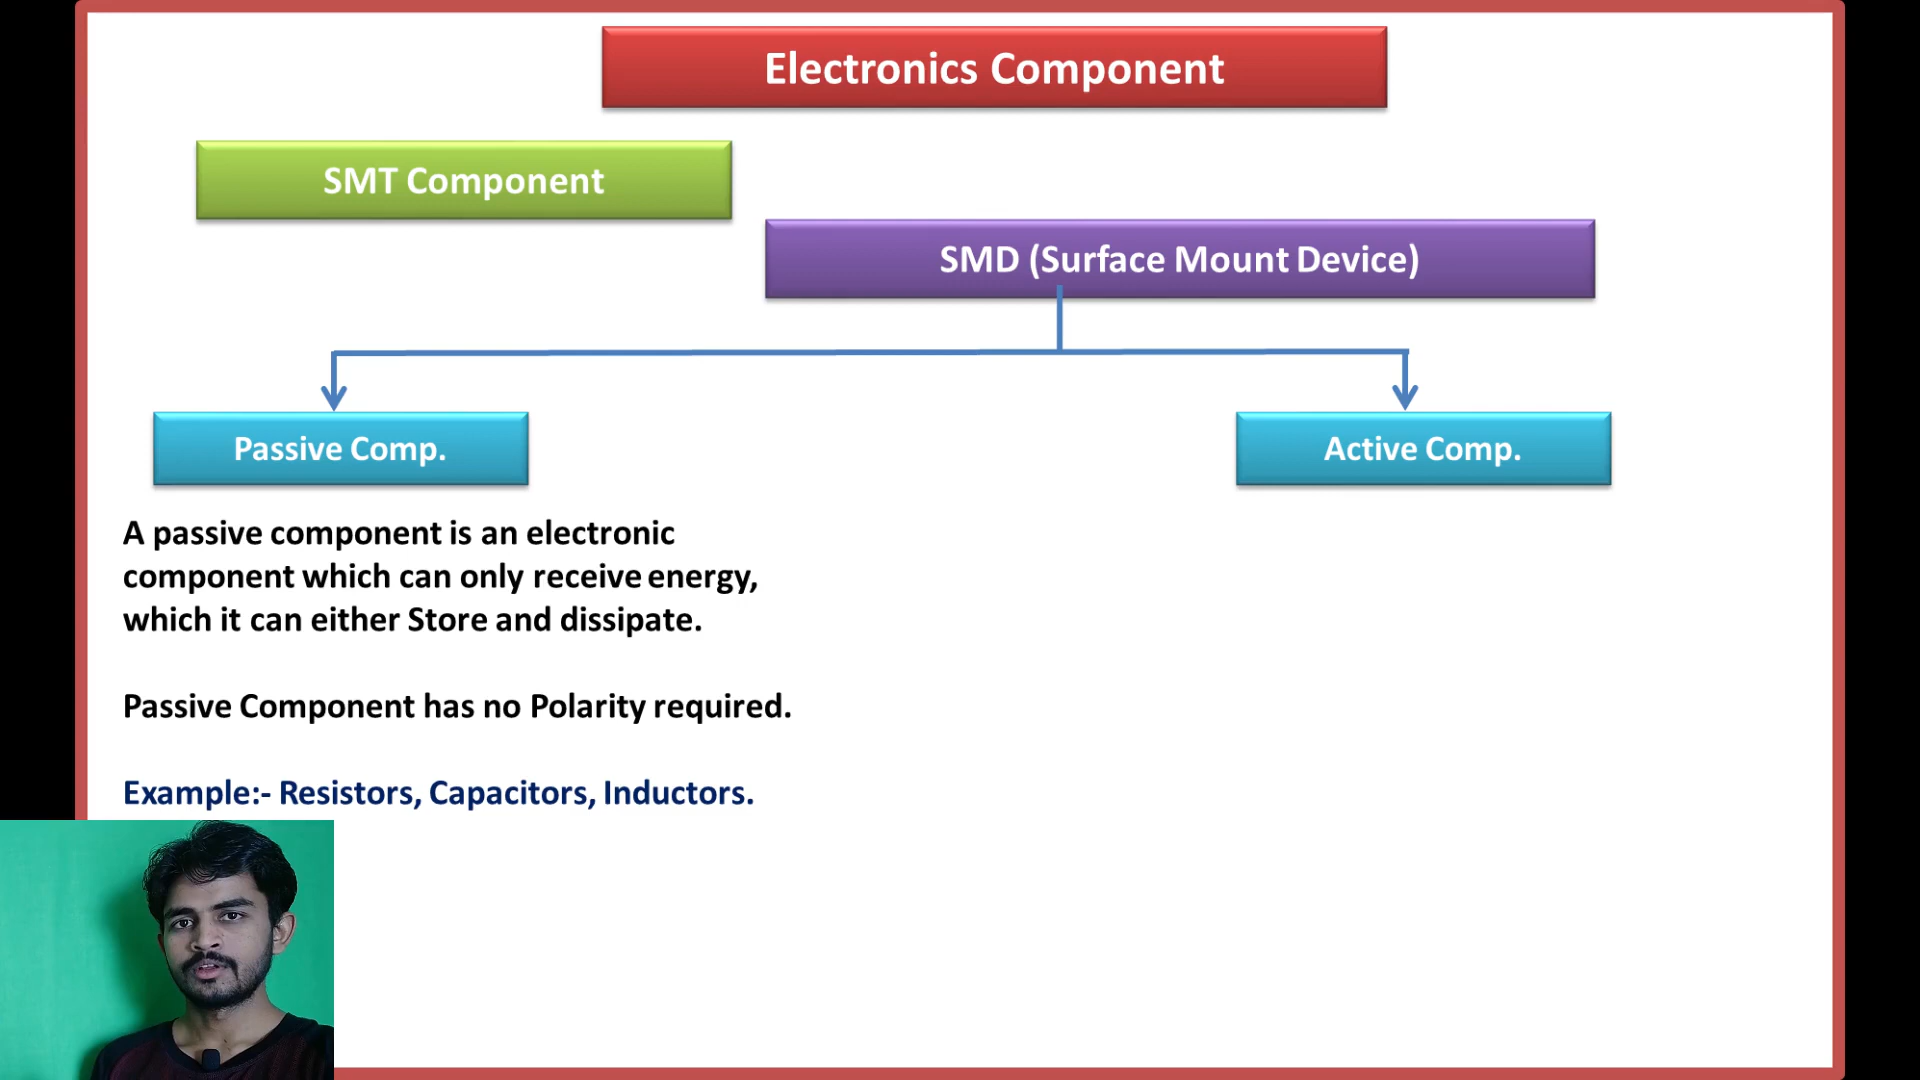 Electronics Component
SMT Component
SMD (Surface Mount Device)
Passive Comp.
Active Comp.
A passive component is an electronic
component which can only receive energy,
which it can either Store and dissipate.
Passive Component has no Polarity required.
Example:- Resistors, Capacitors, Inductors.